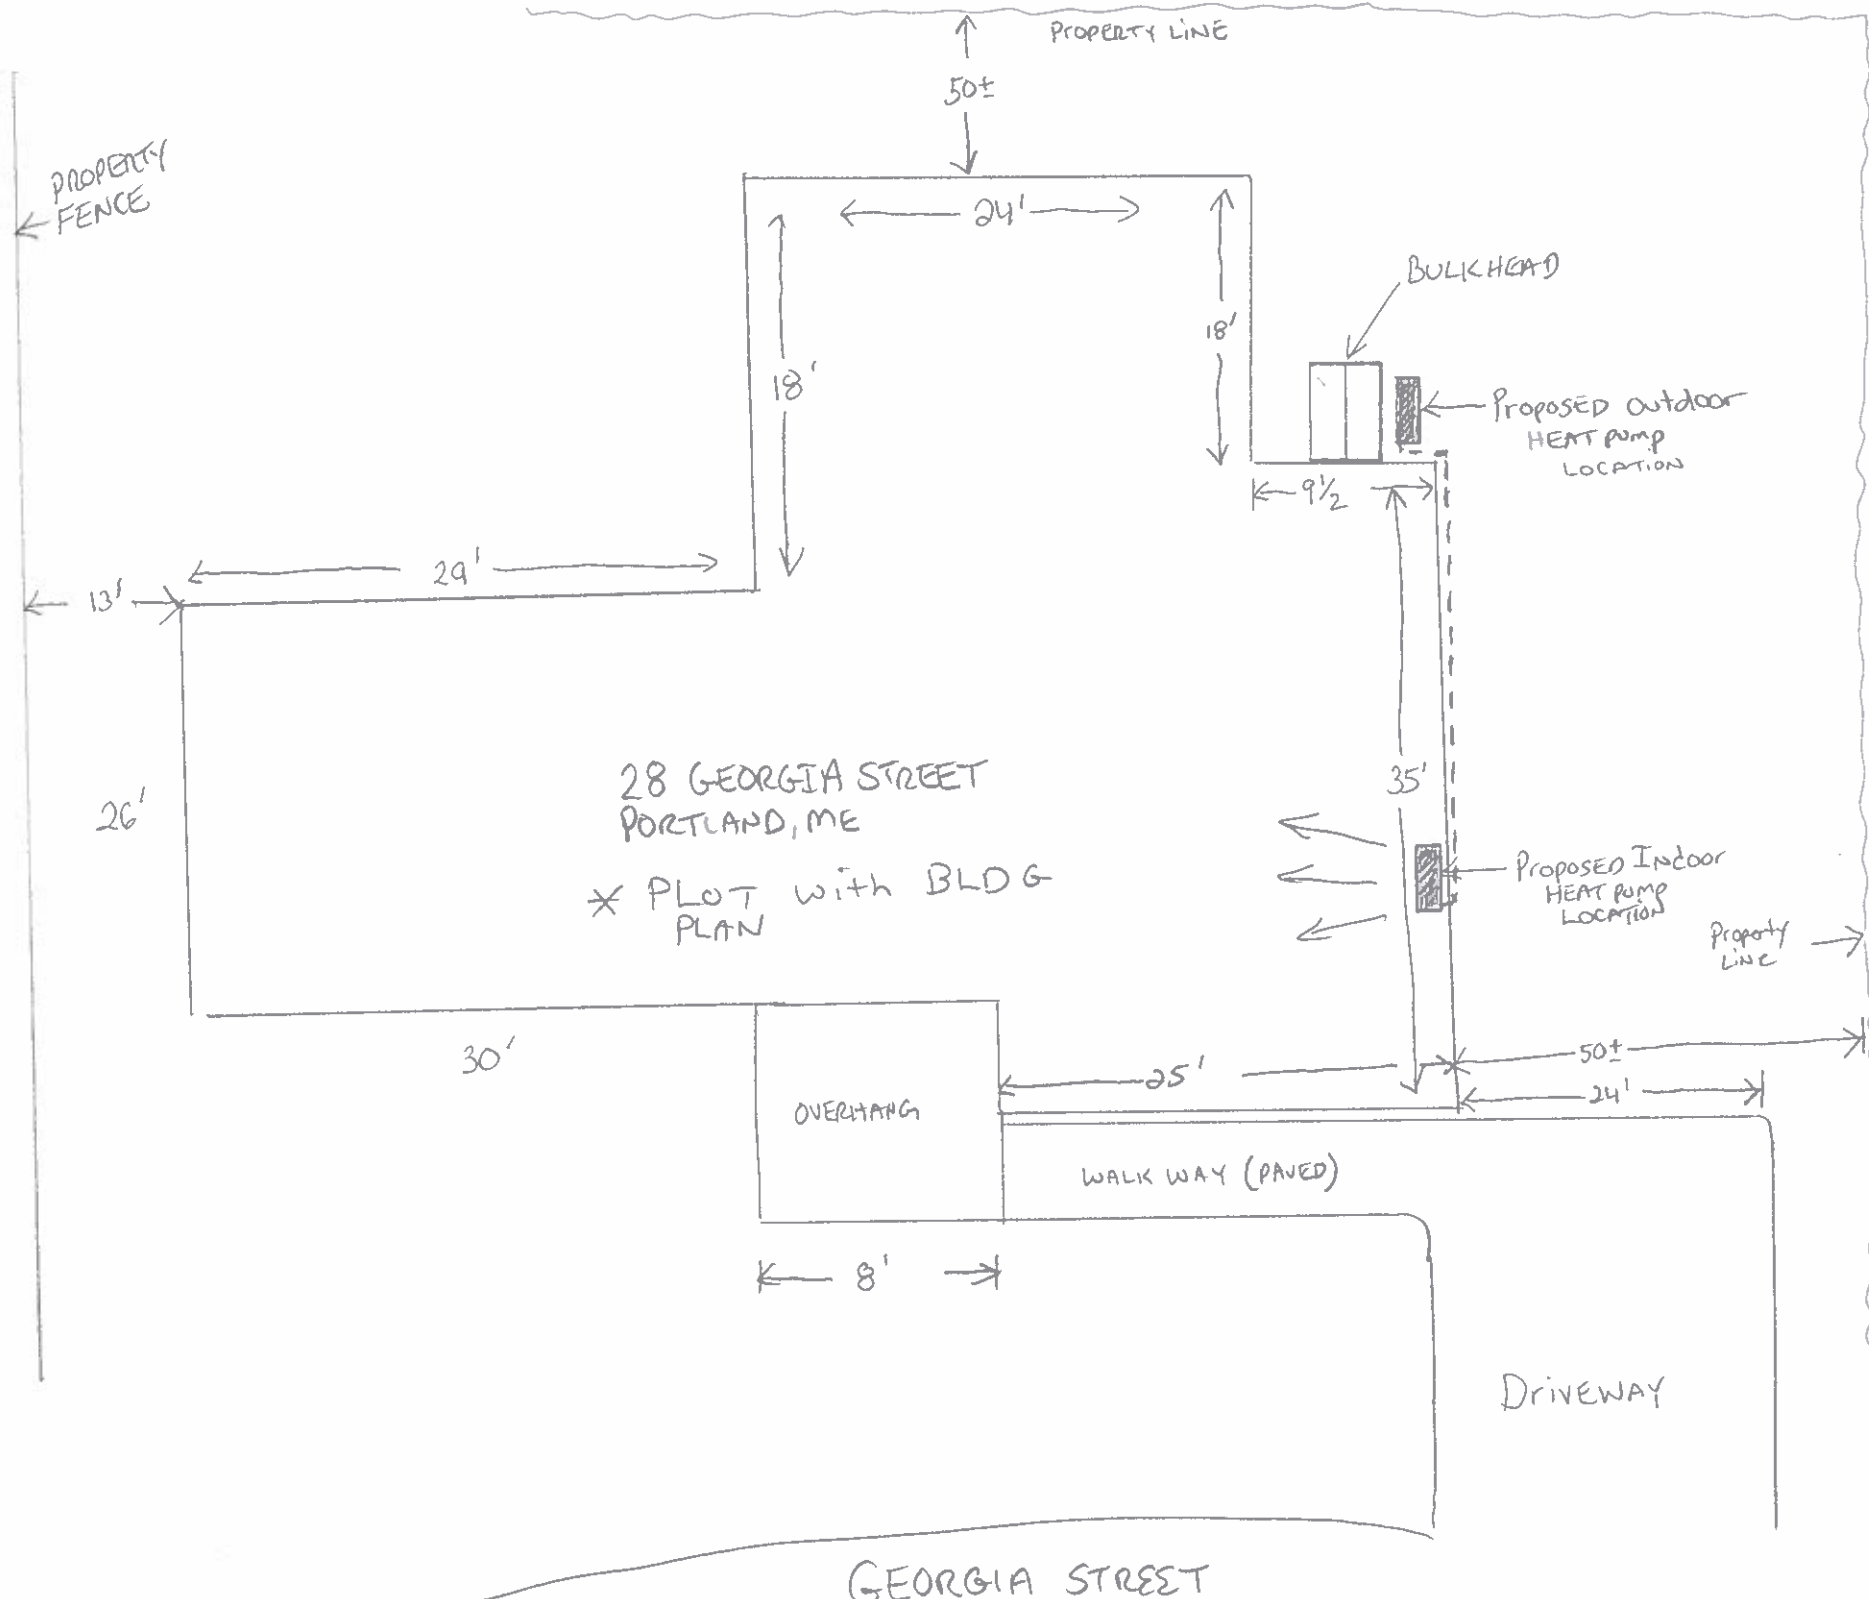 PROPERTY LINE
50±
PROPERTY
FENCE
24'
BULKHEAD
18'
18'
Proposed outdoor
HEAT PUMP
LOCATION
9½
29'
13'
28 GEORGIA STREET
PORTLAND, ME
35'
26'
* PLOT with BLDG
PLAN
Proposed Indoor
HEAT PUMP
LOCATION
Property
LINE
30'
50±
25'
24'
OVERHANG
WALK WAY (PAVED)
8'
DRIVEWAY
GEORGIA STREET